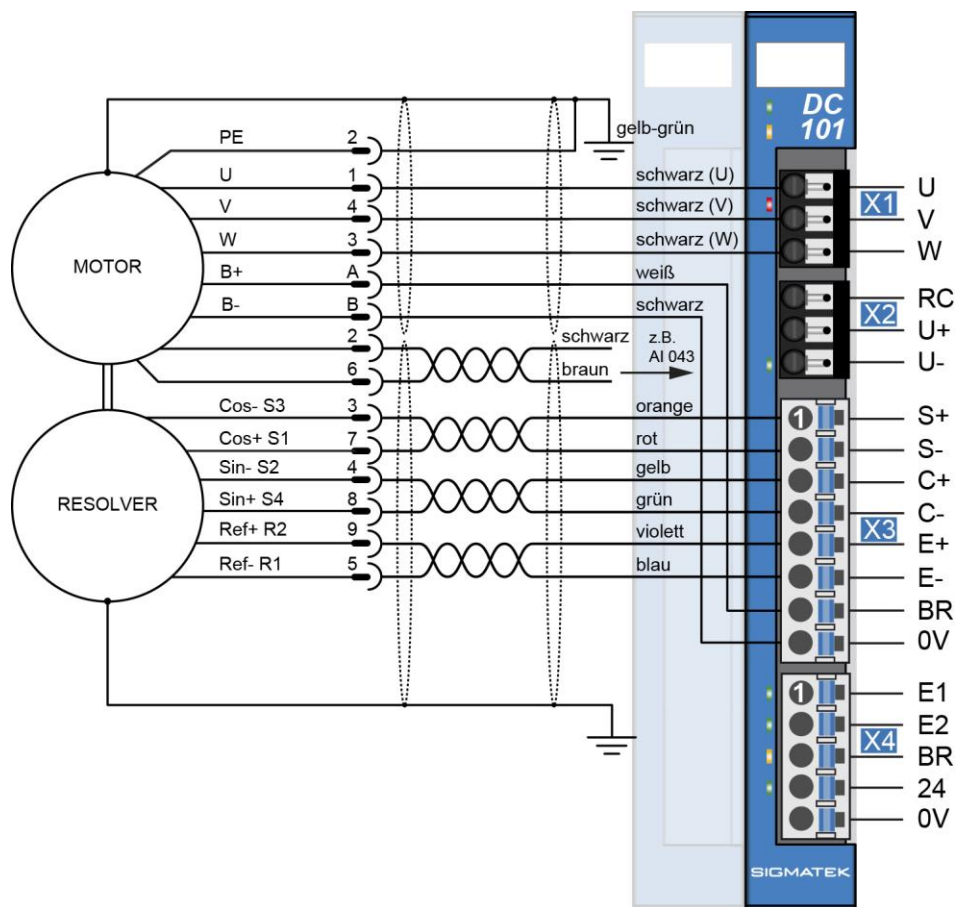 DC
101
gelb-grün
PE 2
U 1 schwarz (U) U
V 4 schwarz (V) X1 V
W 3 schwarz (W) W
MOTOR
B+ A weiß RC
B- B schwarz X2 U+
2 schwarz z.B. U-
6 braun AI 043
Cos- S3 3 orange 1 S+
Cos+ S1 7 rot S-
Sin- S2 4 gelb C+
RESOLVER
Sin+ S4 8 grün C-
Ref+ R2 9 violett X3 E+
Ref- R1 5 blau E-
BR
0V
1 E1
E2
X4
BR
24
0V
SIGMATEK